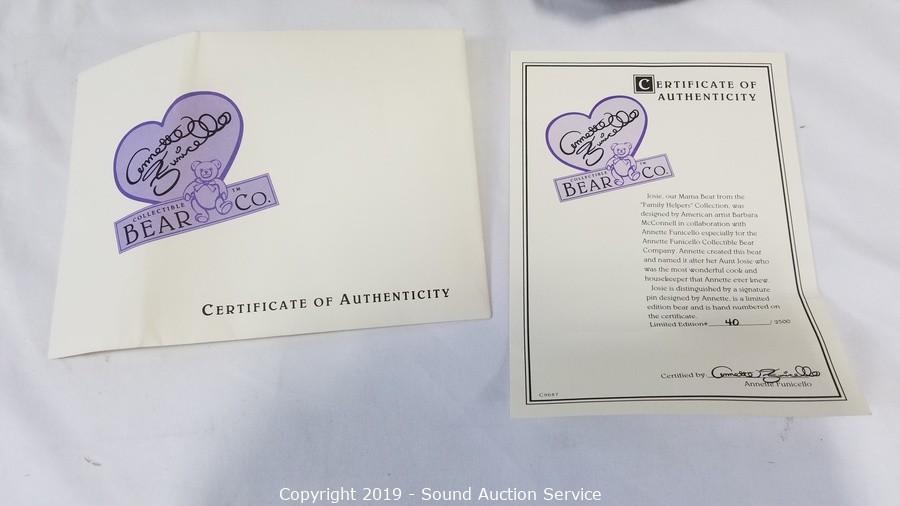 Annette
Funicello
COLLECTIBLE
BEAR CO.™
CERTIFICATE OF AUTHENTICITY
CERTIFICATE OF
AUTHENTICITY
Annette
Funicello
COLLECTIBLE
BEAR CO.™
Josie, our Mama Bear from the
"Family Helpers" Collection, was
designed by American artist Barbara
McConnell in collaboration with
Annette Funicello especially for the
Annette Funicello Collectible Bear
Company. Annette created this bear
and named it after her Aunt Josie who
was the most wonderful cook and
housekeeper that Annette ever knew.
Josie is distinguished by a signature
pin designed by Annette, is a limited
edition bear and is hand numbered on
the certificate.
Limited Edition# 40 / 2500
Certified by Annette Funicello
Annette Funicello
Copyright 2019 - Sound Auction Service